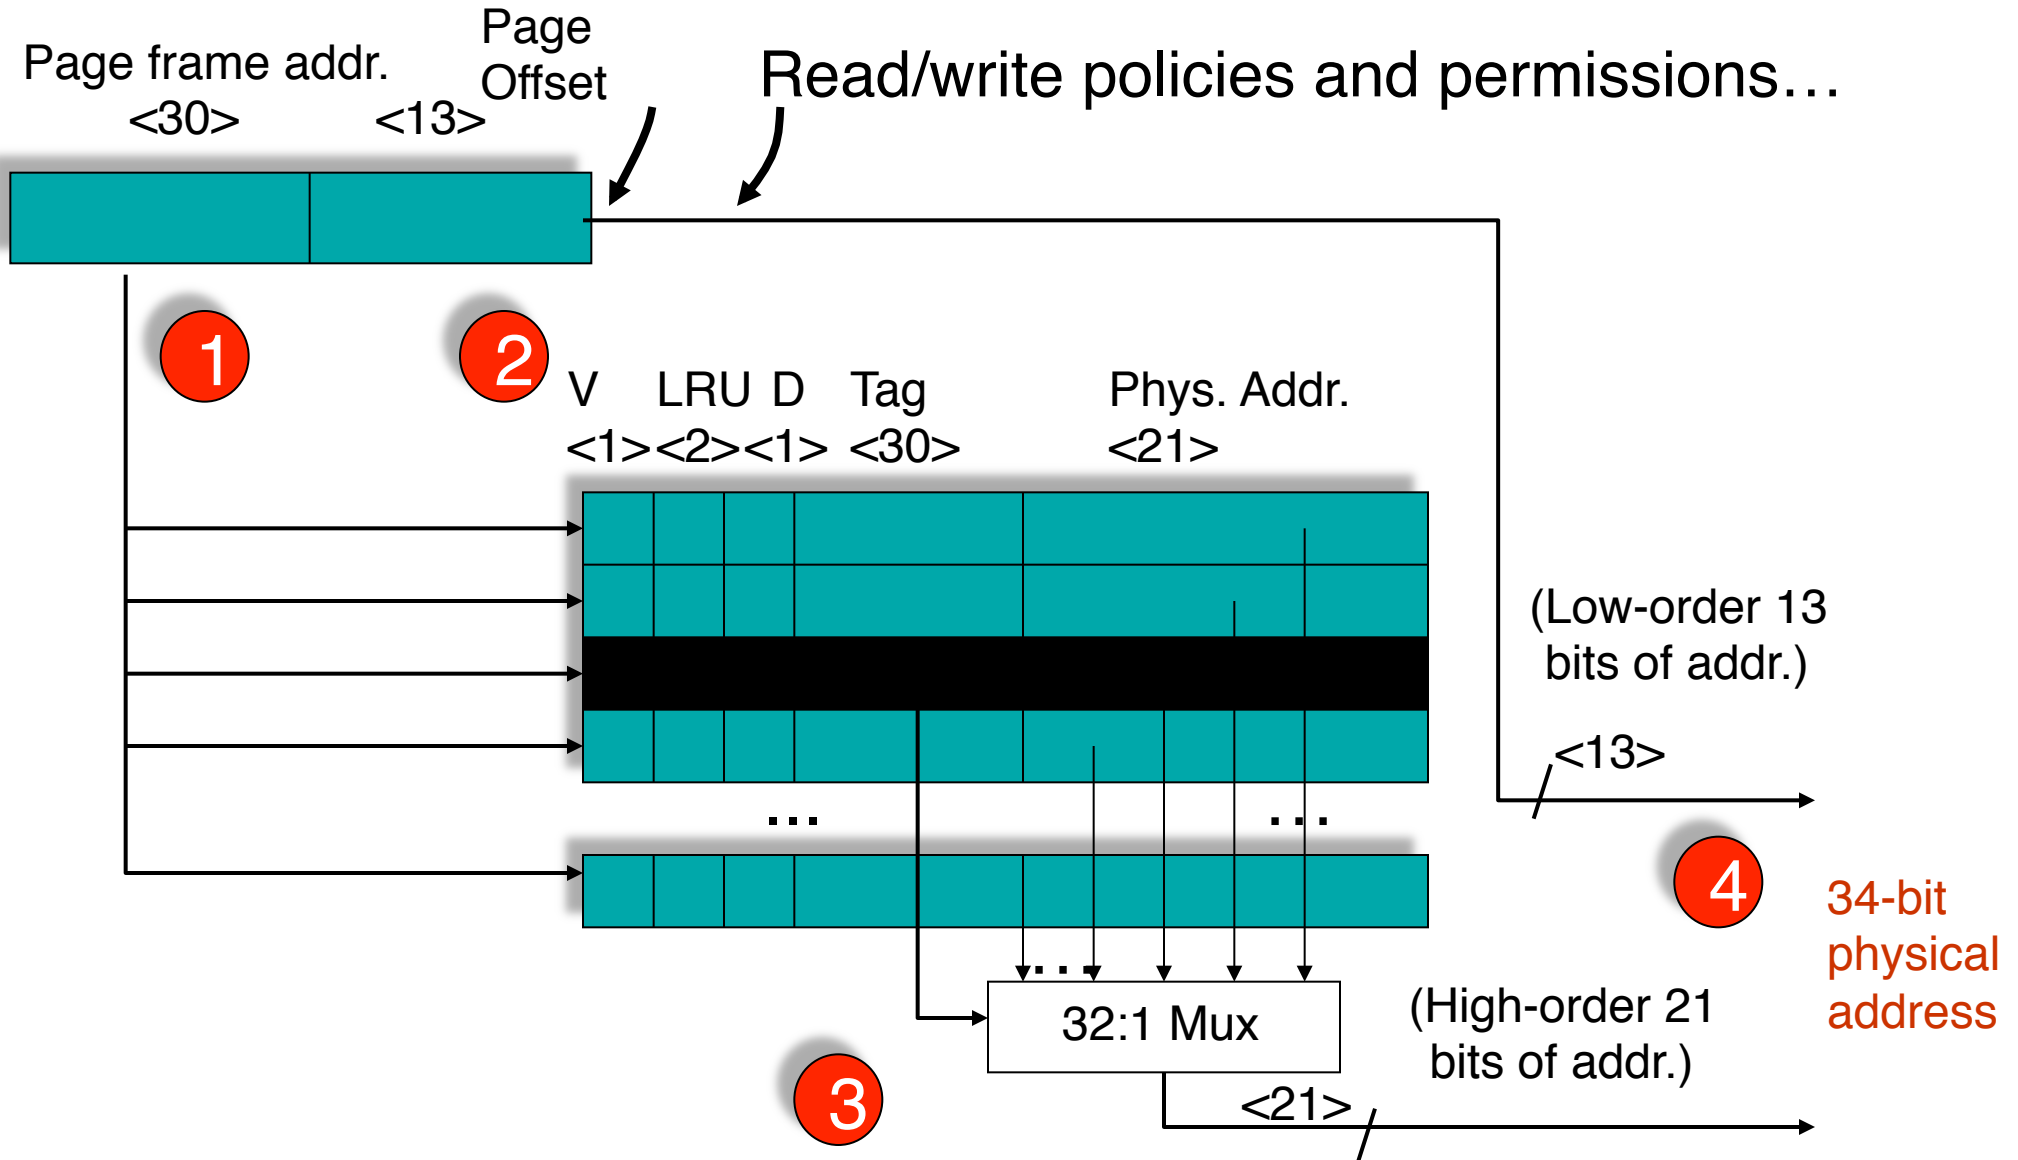 Page frame addr.
<30>
<13>
Page
Offset
Read/write policies and permissions…
1
2
V LRU D Tag Phys. Addr.
<1> <2> <1> <30> <21>
...
...
(Low-order 13
bits of addr.)
<13>
4
34-bit
physical
address
...
32:1 Mux
(High-order 21
bits of addr.)
<21>
3